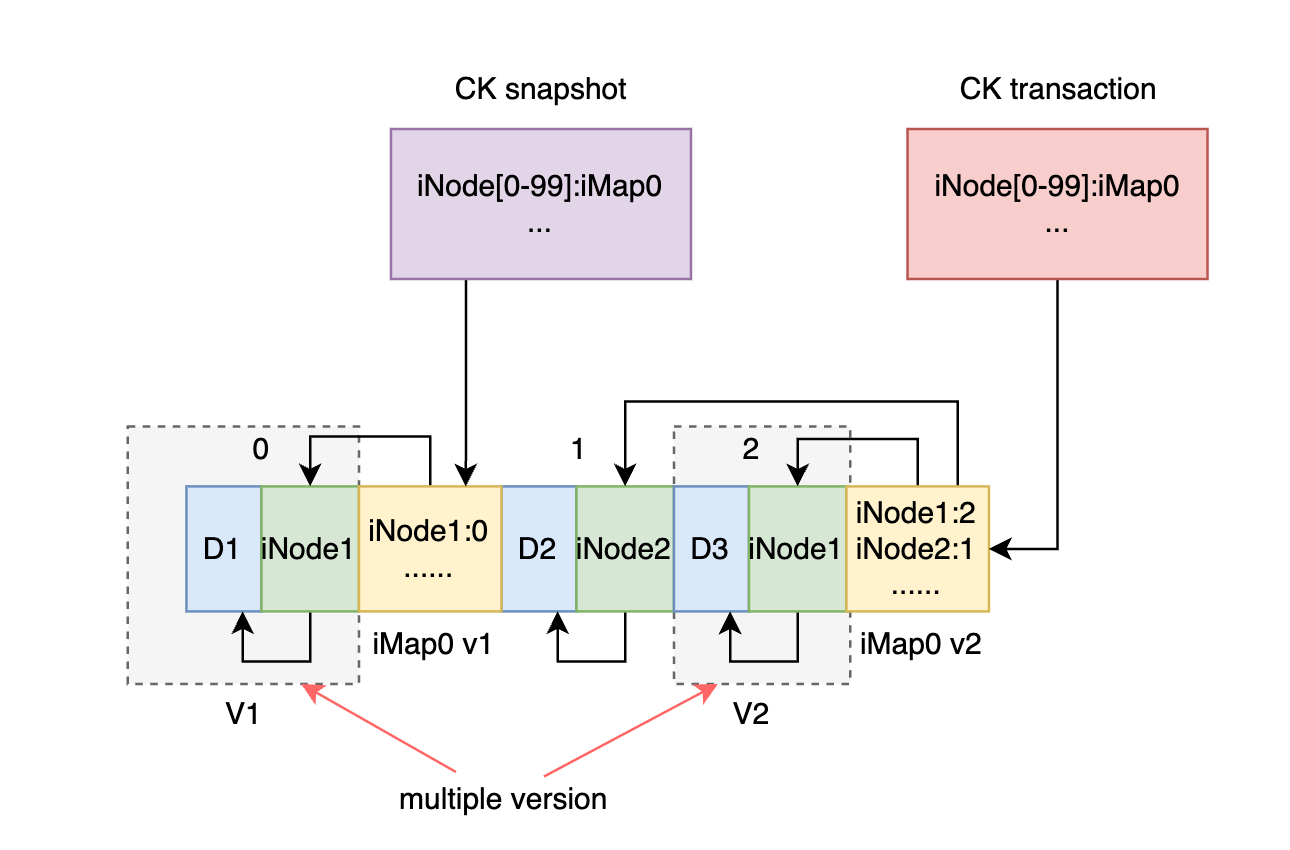 CK snapshot
CK transaction
iNode[0-99]:iMap0
...
iNode[0-99]:iMap0
...
0
1
2
D1
iNode1
iNode1:0
......
D2
iNode2
D3
iNode1
iNode1:2
iNode2:1
......
iMap0 v1
iMap0 v2
V1
V2
multiple version